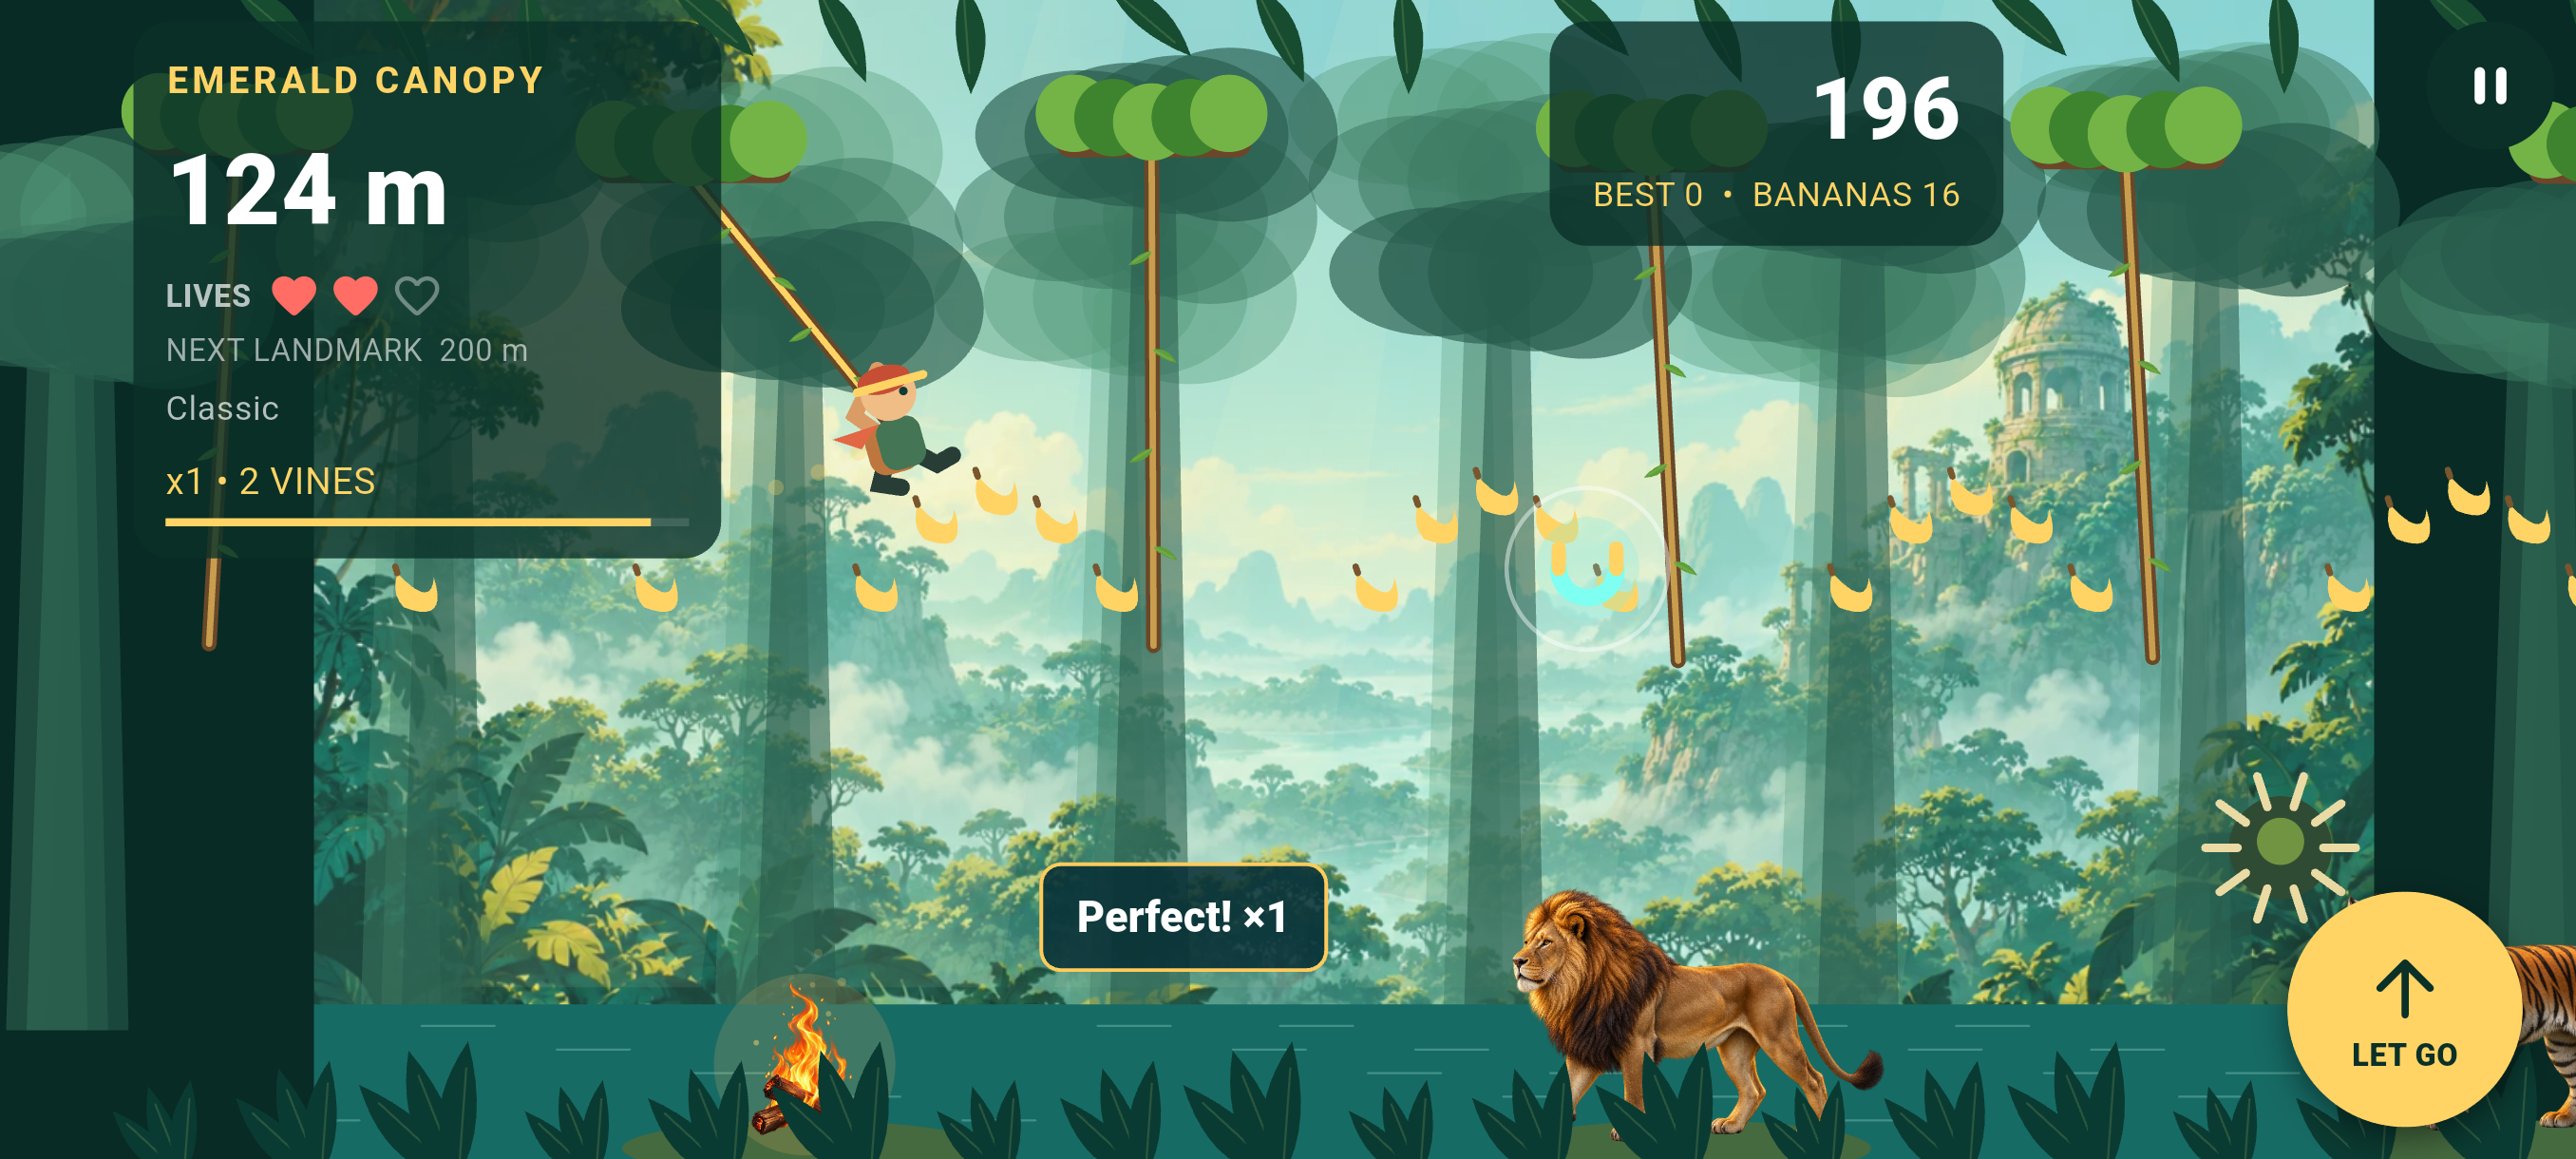 EMERALD CANOPY
124 m
LIVES
NEXT LANDMARK 200 m
Classic
x1 • 2 VINES
196
BEST 0 • BANANAS 16
Perfect! ×1
LET GO